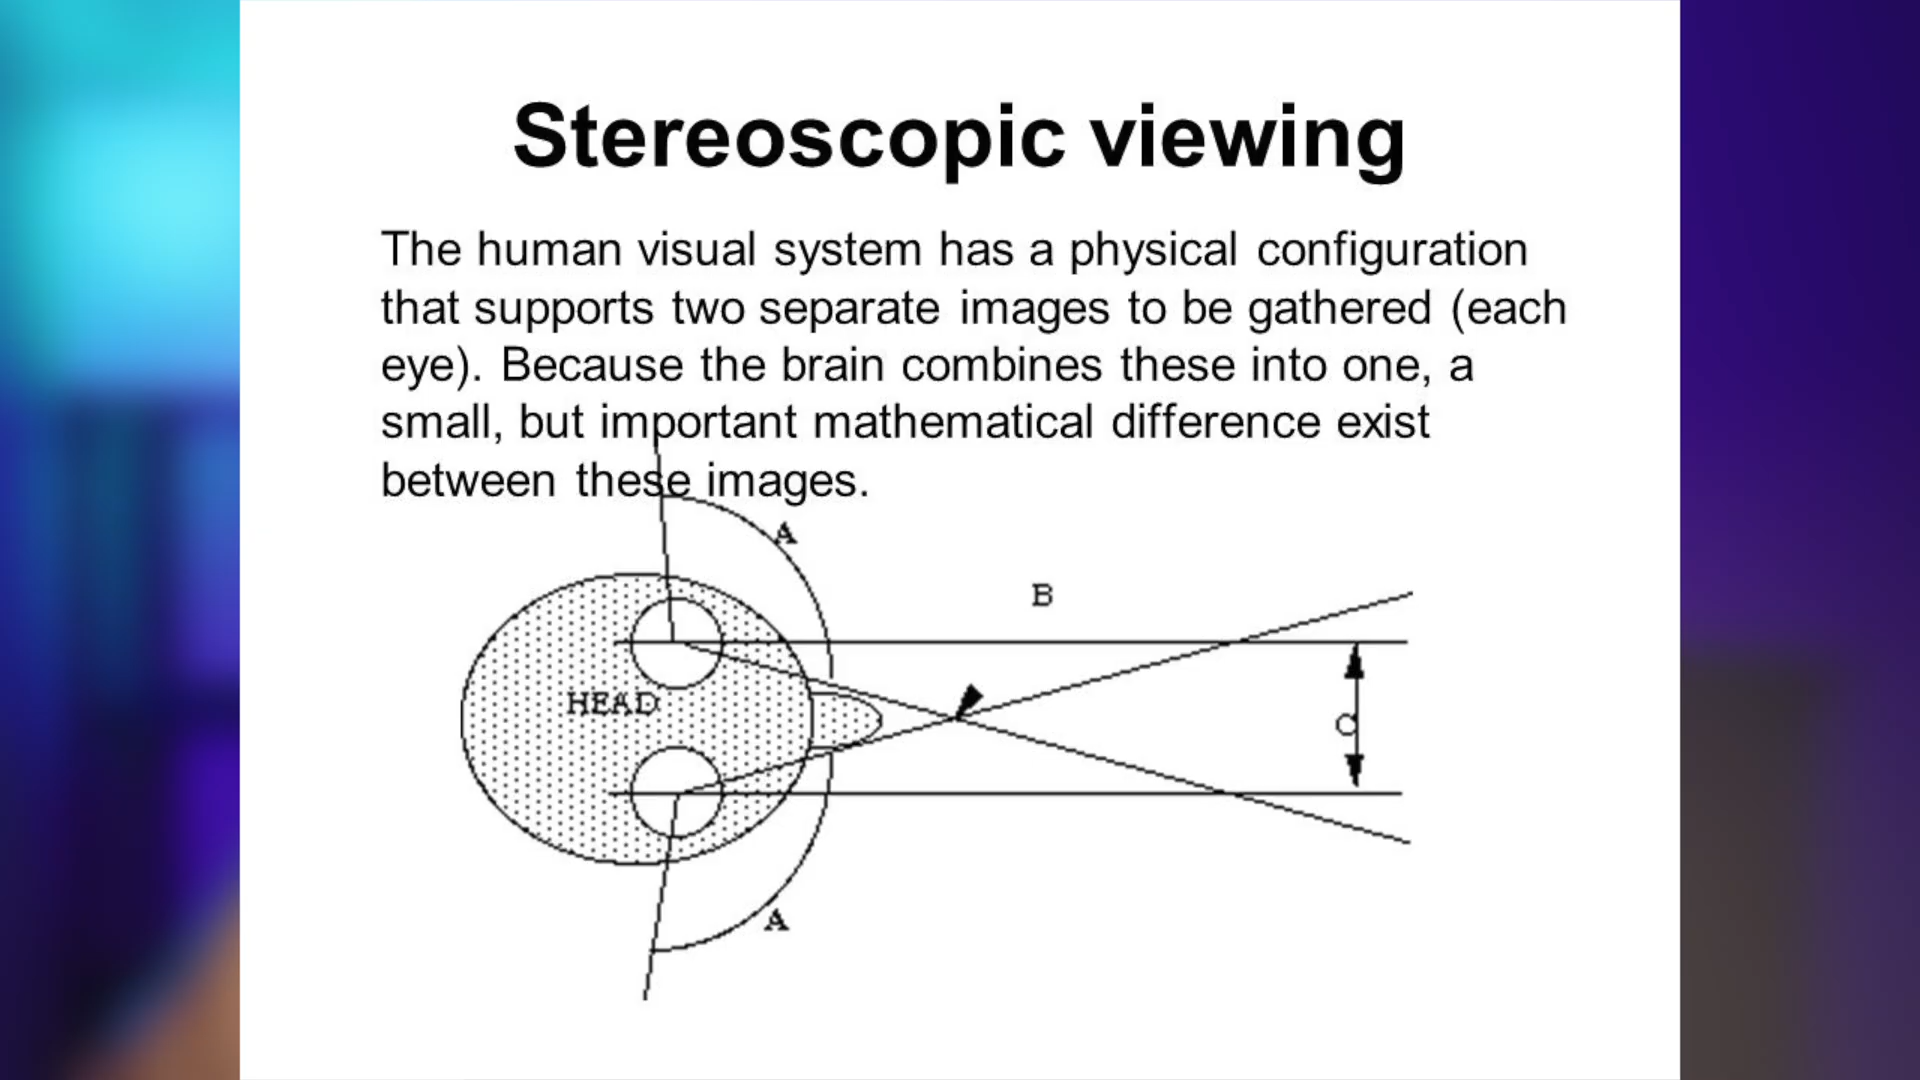 Stereoscopic viewing
The human visual system has a physical configuration
that supports two separate images to be gathered (each
eye). Because the brain combines these into one, a
small, but important mathematical difference exist
between these images.
A
B
HEAD
C
A